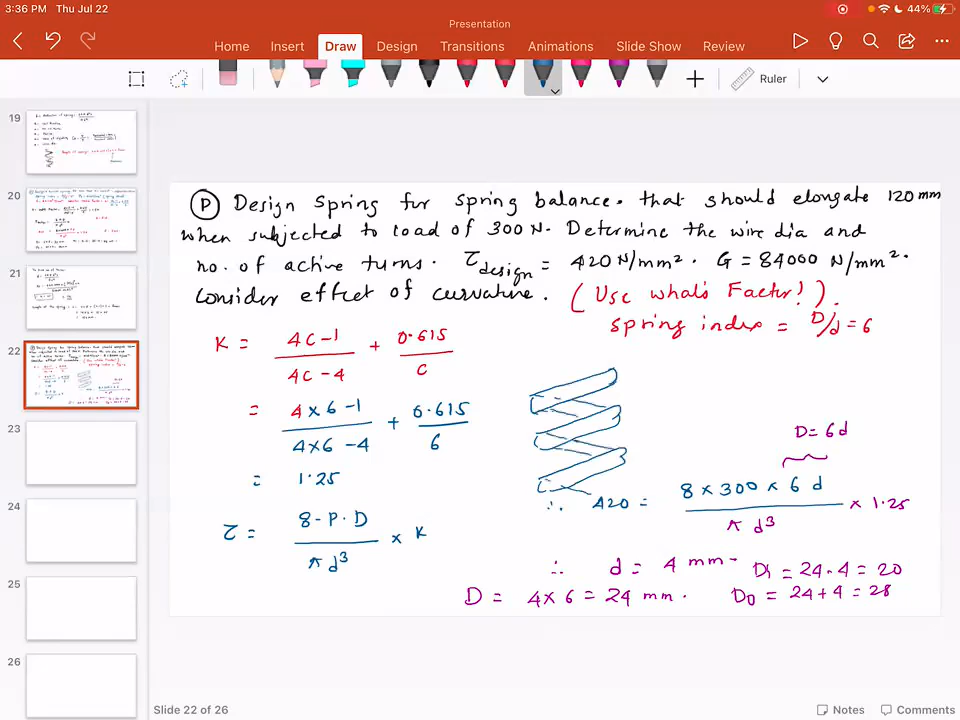 3:36 PM Thu Jul 22
44%
Presentation
Home Insert Draw Design Transitions Animations Slide Show Review
Ruler
19
20
21
22
23
24
25
26
P Design Spring for spring balance. that should elongate 120 mm
when subjected to load of 300 N. Determine the wire dia and
no. of active turns. τdesign = 420 N/mm². G = 84000 N/mm².
Consider effect of curvature. (Use whal's Factor!).
Spring index = D/d = 6
K = 4C-1 / 4C-4 + 0.615 / C
= 4×6-1 / 4×6-4 + 0.615 / 6
= 1.25
D = 6d
τ = 8·P·D / πd³ × K
∴ 420 = 8×300×6d / πd³ × 1.25
∴ d = 4 mm
D = 4×6 = 24 mm.
Di = 24-4 = 20
Do = 24+4 = 28
Slide 22 of 26
Notes Comments